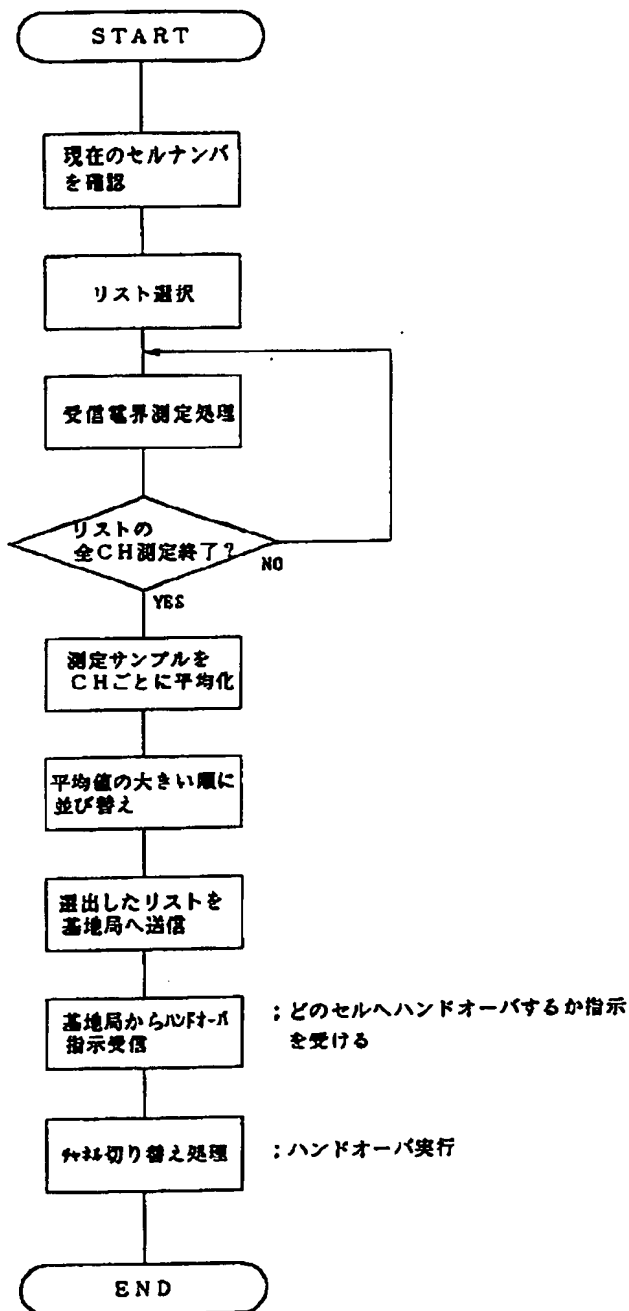 START
現在のセルナンバ
を確認
リスト選択
受信電界測定処理
リストの
全CH測定終了?
NO
YES
測定サンプルを
CHごとに平均化
平均値の大きい順に
並び替え
選出したリストを
基地局へ送信
基地局からハンドオーバ
指示受信
;どのセルへハンドオーバするか指示
を受ける
チャネル切り替え処理
;ハンドオーバ実行
END